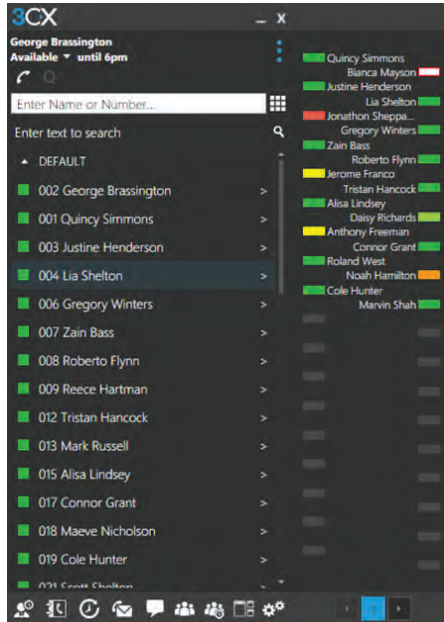 3CX
George Brassington
Available until 6pm
Enter Name or Number...
Enter text to search
DEFAULT
002 George Brassington
001 Quincy Simmons
003 Justine Henderson
004 Lia Shelton
006 Gregory Winters
007 Zain Bass
008 Roberto Flynn
009 Reece Hartman
012 Tristan Hancock
013 Mark Russell
015 Alisa Lindsey
017 Connor Grant
018 Maeve Nicholson
019 Cole Hunter
021 Scott Shelton
Quincy Simmons
Bianca Mayson
Justine Henderson
Lia Shelton
Jonathon Sheppa...
Gregory Winters
Zain Bass
Roberto Flynn
Jerome Franco
Tristan Hancock
Alisa Lindsey
Daisy Richards
Anthony Freeman
Connor Grant
Roland West
Noah Hamilton
Cole Hunter
Marvin Shah